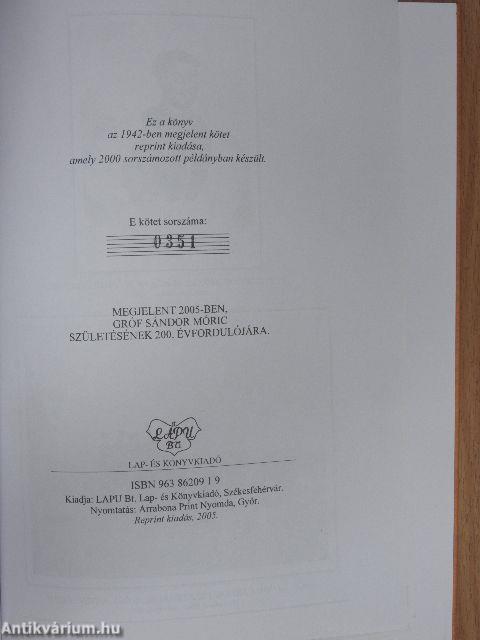 Ez a könyv
az 1942-ben megjelent kötet
reprint kiadása,
amely 2000 sorszámozott példányban készült.
E kötet sorszáma:
0351
MEGJELENT 2005-BEN,
GRÓF SÁNDOR MÓRIC
SZÜLETÉSÉNEK 200. ÉVFORDULÓJÁRA.
LAPU
Bt.
LAP- ÉS KÖNYVKIADÓ
ISBN 963 86209 1 9
Kiadja: LAPU Bt. Lap- és Könyvkiadó, Székesfehérvár.
Nyomtatás: Arrabona Print Nyomda, Győr.
Reprint kiadás, 2005.
Antikvárium.hu